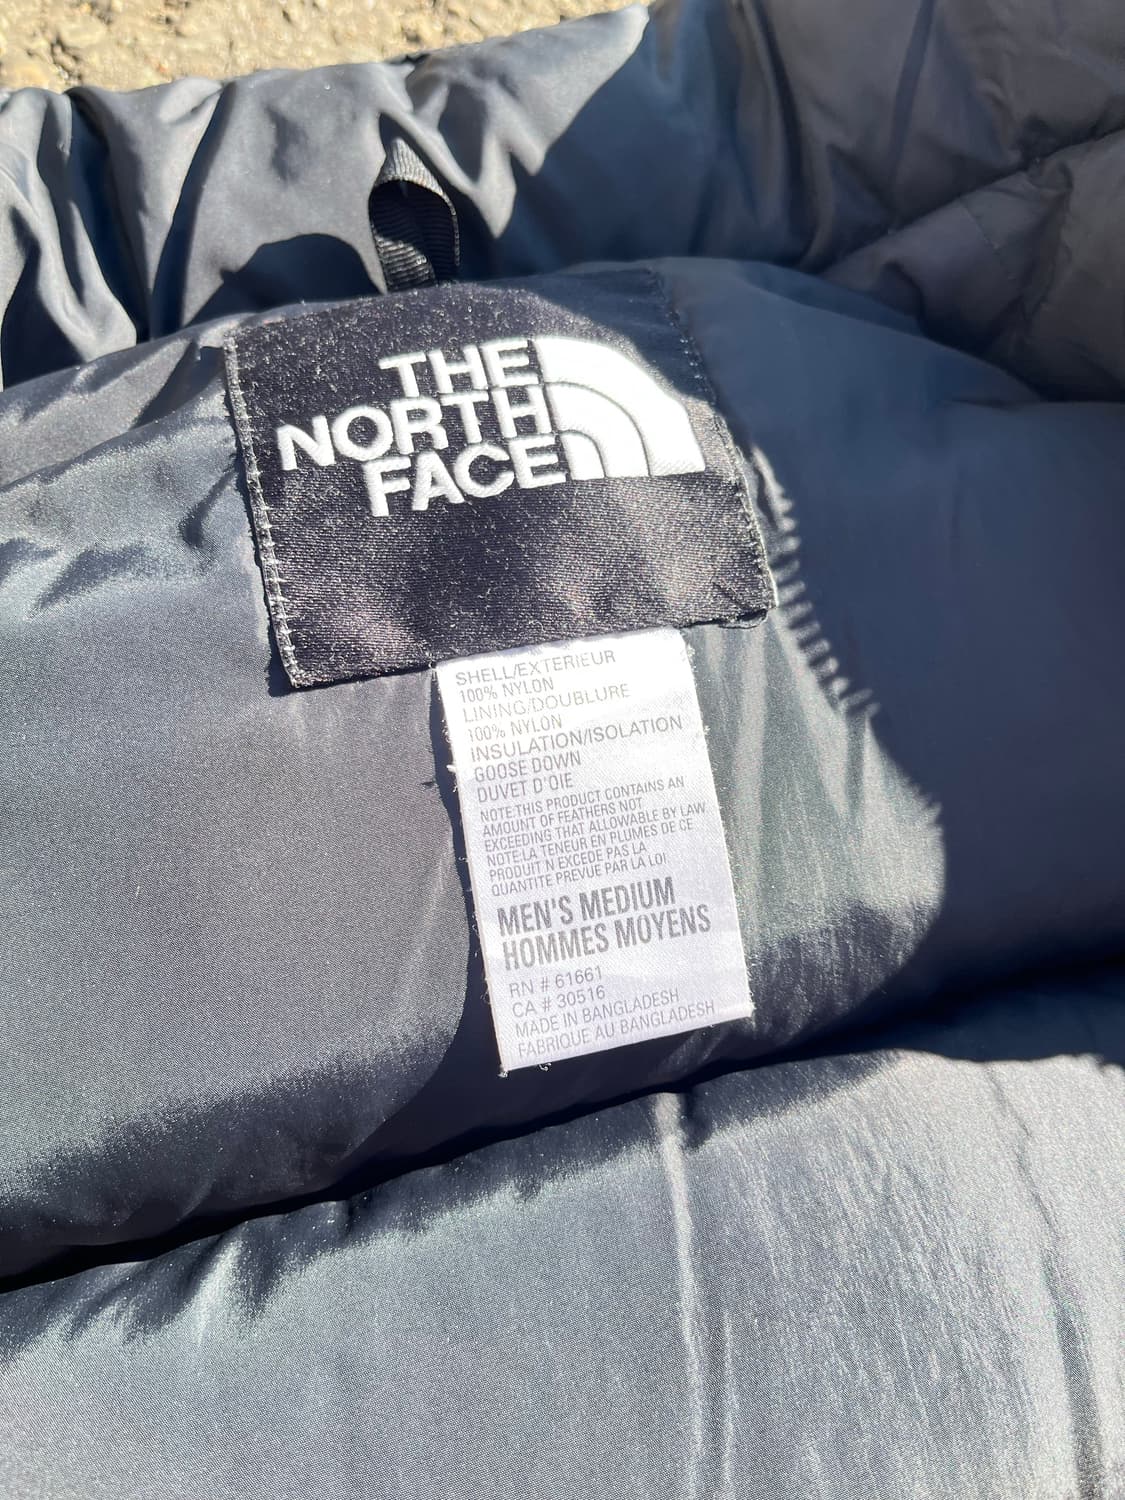 THE
NORTH
FACE
SHELL/EXTERIEUR
100% NYLON
LINING/DOUBLURE
100% NYLON
INSULATION/ISOLATION
GOOSE DOWN
DUVET D'OIE
NOTE:THIS PRODUCT CONTAINS AN
AMOUNT OF FEATHERS NOT
EXCEEDING THAT ALLOWABLE BY LAW
NOTE:LA TENEUR EN PLUMES DE CE
PRODUIT N EXCEDE PAS LA
QUANTITE PREVUE PAR LA LOI
MEN'S MEDIUM
HOMMES MOYENS
RN # 61661
CA # 30516
MADE IN BANGLADESH
FABRIQUE AU BANGLADESH